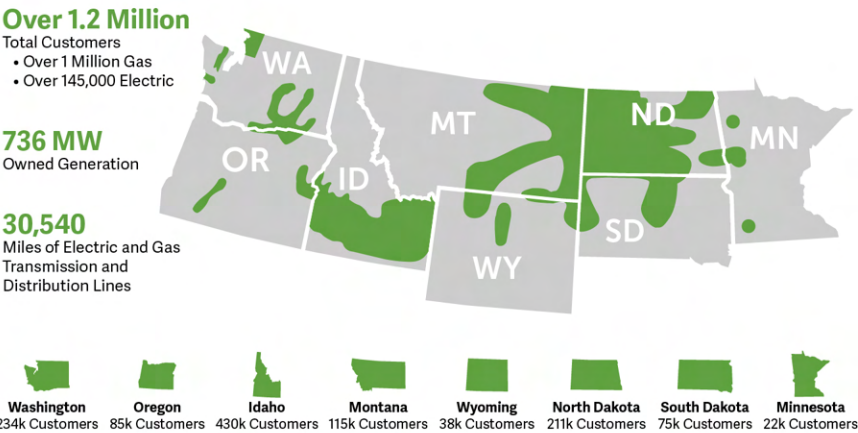 Over 1.2 Million
Total Customers
• Over 1 Million Gas
• Over 145,000 Electric
736 MW
Owned Generation
30,540
Miles of Electric and Gas
Transmission and
Distribution Lines
WA
OR
ID
MT
WY
ND
SD
MN
Washington
234k Customers
Oregon
85k Customers
Idaho
430k Customers
Montana
115k Customers
Wyoming
38k Customers
North Dakota
211k Customers
South Dakota
75k Customers
Minnesota
22k Customers